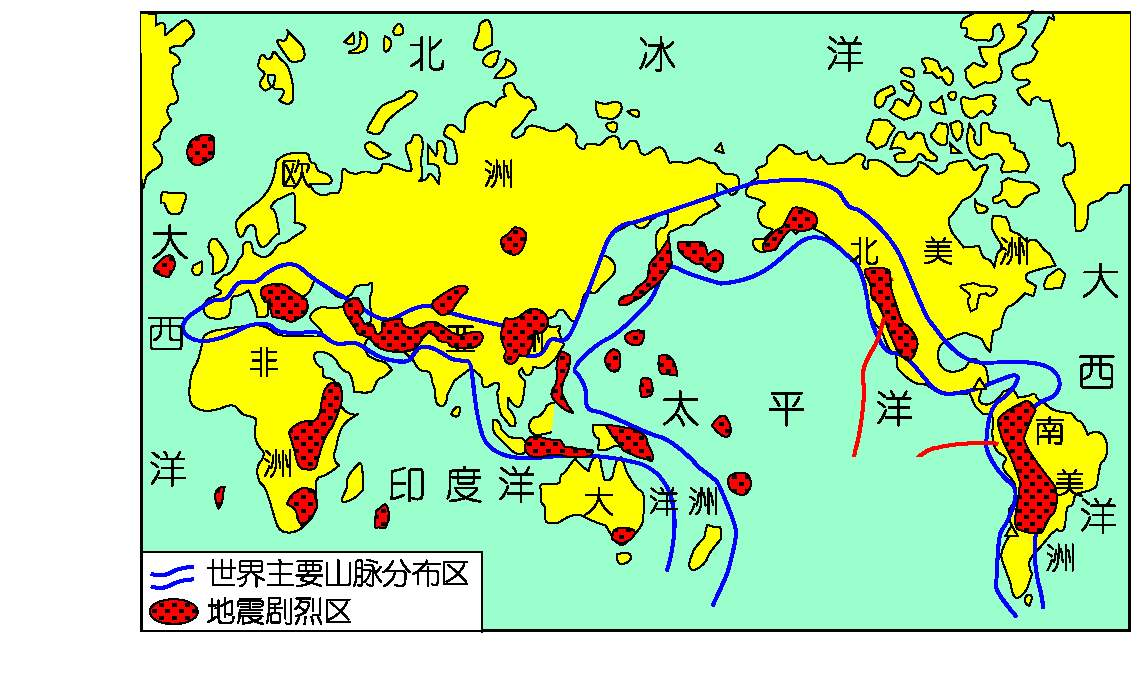 北 冰 洋
欧 洲
大
北 美 洲
大
西
亚 洲
非
西
太 平 洋
南
洲
洋
印 度 洋
美
大 洋 洲
洋
洲
世界主要山脉分布区
地震剧烈区